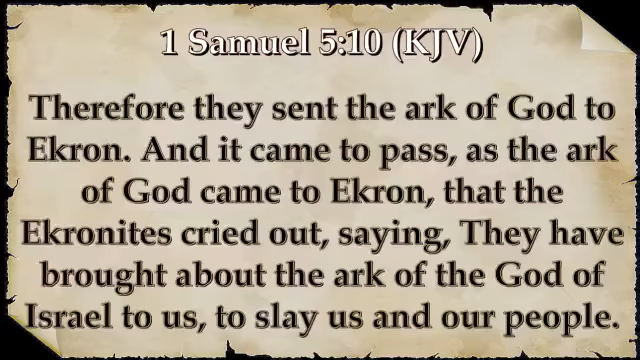 1 Samuel 5:10 (KJV)
Therefore they sent the ark of God to
Ekron. And it came to pass, as the ark
of God came to Ekron, that the
Ekronites cried out, saying, They have
brought about the ark of the God of
Israel to us, to slay us and our people.